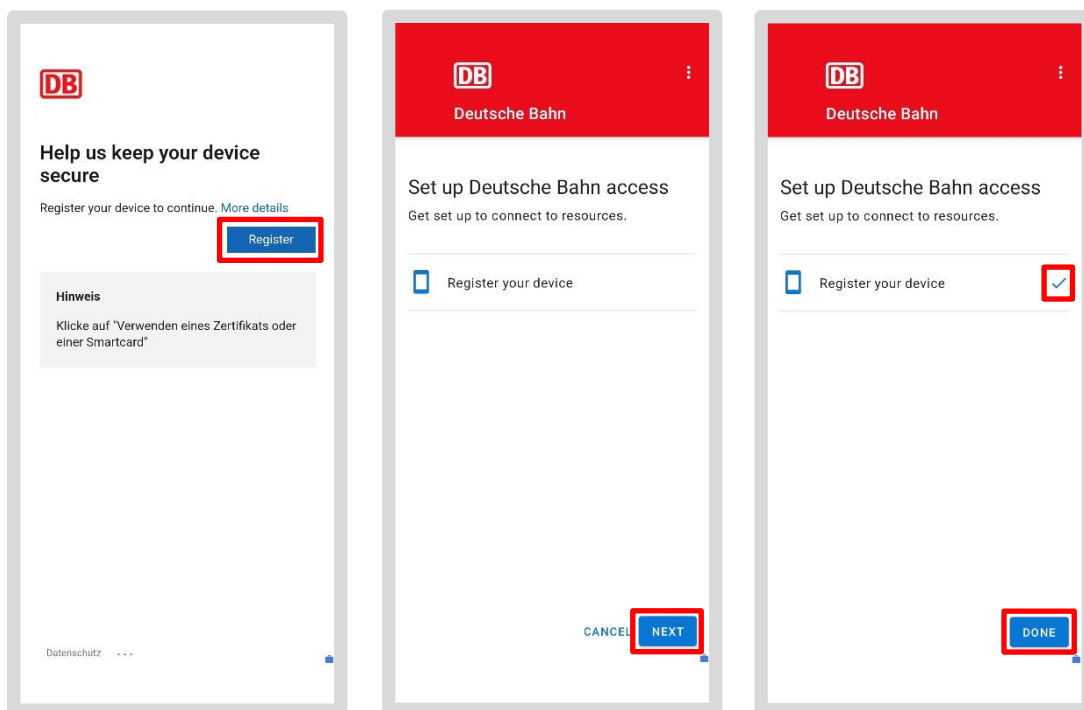 DB
Help us keep your device
secure
Register your device to continue. More details
Register
Hinweis
Klicke auf "Verwenden eines Zertifikats oder
einer Smartcard"
Datenschutz ...
DB
Deutsche Bahn
Set up Deutsche Bahn access
Get set up to connect to resources.
Register your device
CANCEL NEXT
DB
Deutsche Bahn
Set up Deutsche Bahn access
Get set up to connect to resources.
Register your device
DONE